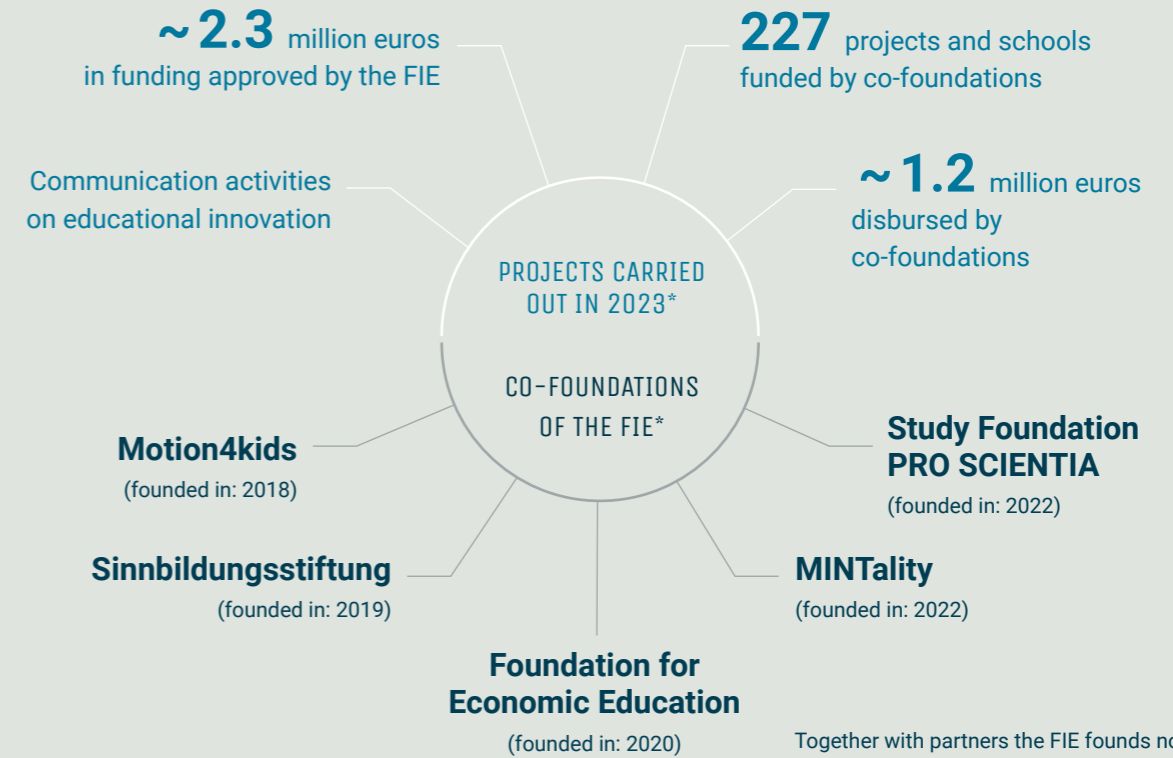 ~ 2.3 million euros
in funding approved by the FIE
227 projects and schools
funded by co-foundations
Communication activities
on educational innovation
~ 1.2 million euros
disbursed by
co-foundations
PROJECTS CARRIED
OUT IN 2023*
CO-FOUNDATIONS
OF THE FIE*
Motion4kids
(founded in: 2018)
Study Foundation
PRO SCIENTIA
(founded in: 2022)
Sinnbildungsstiftung
(founded in: 2019)
MINTality
(founded in: 2022)
Foundation for
Economic Education
(founded in: 2020)
Together with partners the FIE founds